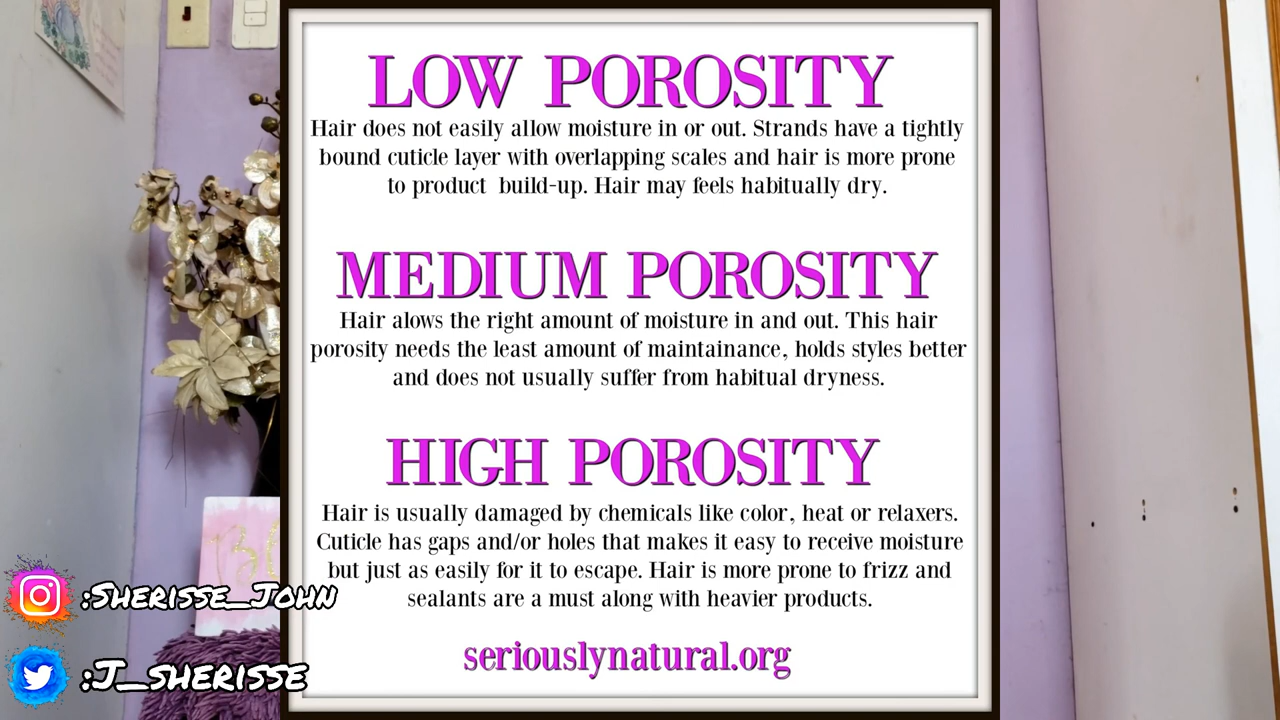 LOW POROSITY
Hair does not easily allow moisture in or out. Strands have a tightly
bound cuticle layer with overlapping scales and hair is more prone
to product build-up. Hair may feels habitually dry.
MEDIUM POROSITY
Hair alows the right amount of moisture in and out. This hair
porosity needs the least amount of maintainance, holds styles better
and does not usually suffer from habitual dryness.
HIGH POROSITY
Hair is usually damaged by chemicals like color, heat or relaxers.
Cuticle has gaps and/or holes that makes it easy to receive moisture
but just as easily for it to escape. Hair is more prone to frizz and
sealants are a must along with heavier products.
seriouslynatural.org
:Sherisse_John
:J_sherisse